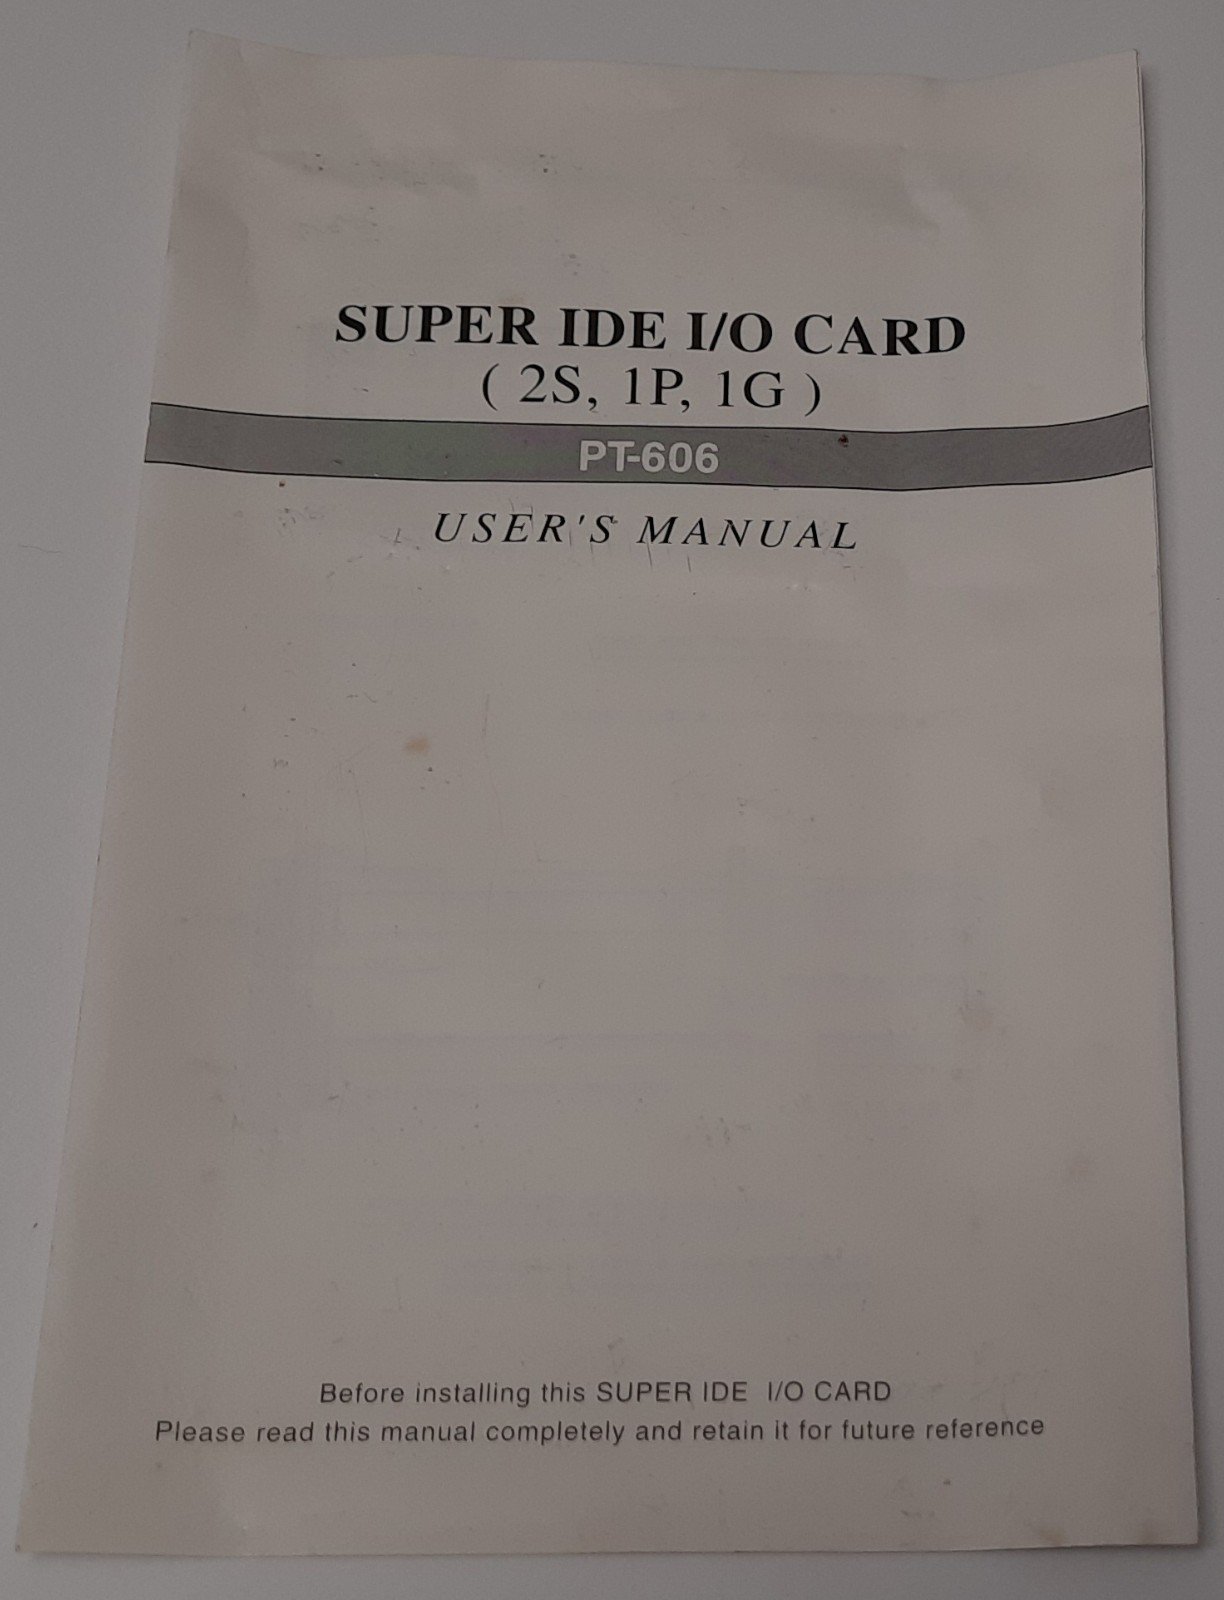 SUPER IDE I/O CARD
( 2S, 1P, 1G )
PT-606
USER'S MANUAL
Before installing this SUPER IDE I/O CARD
Please read this manual completely and retain it for future reference